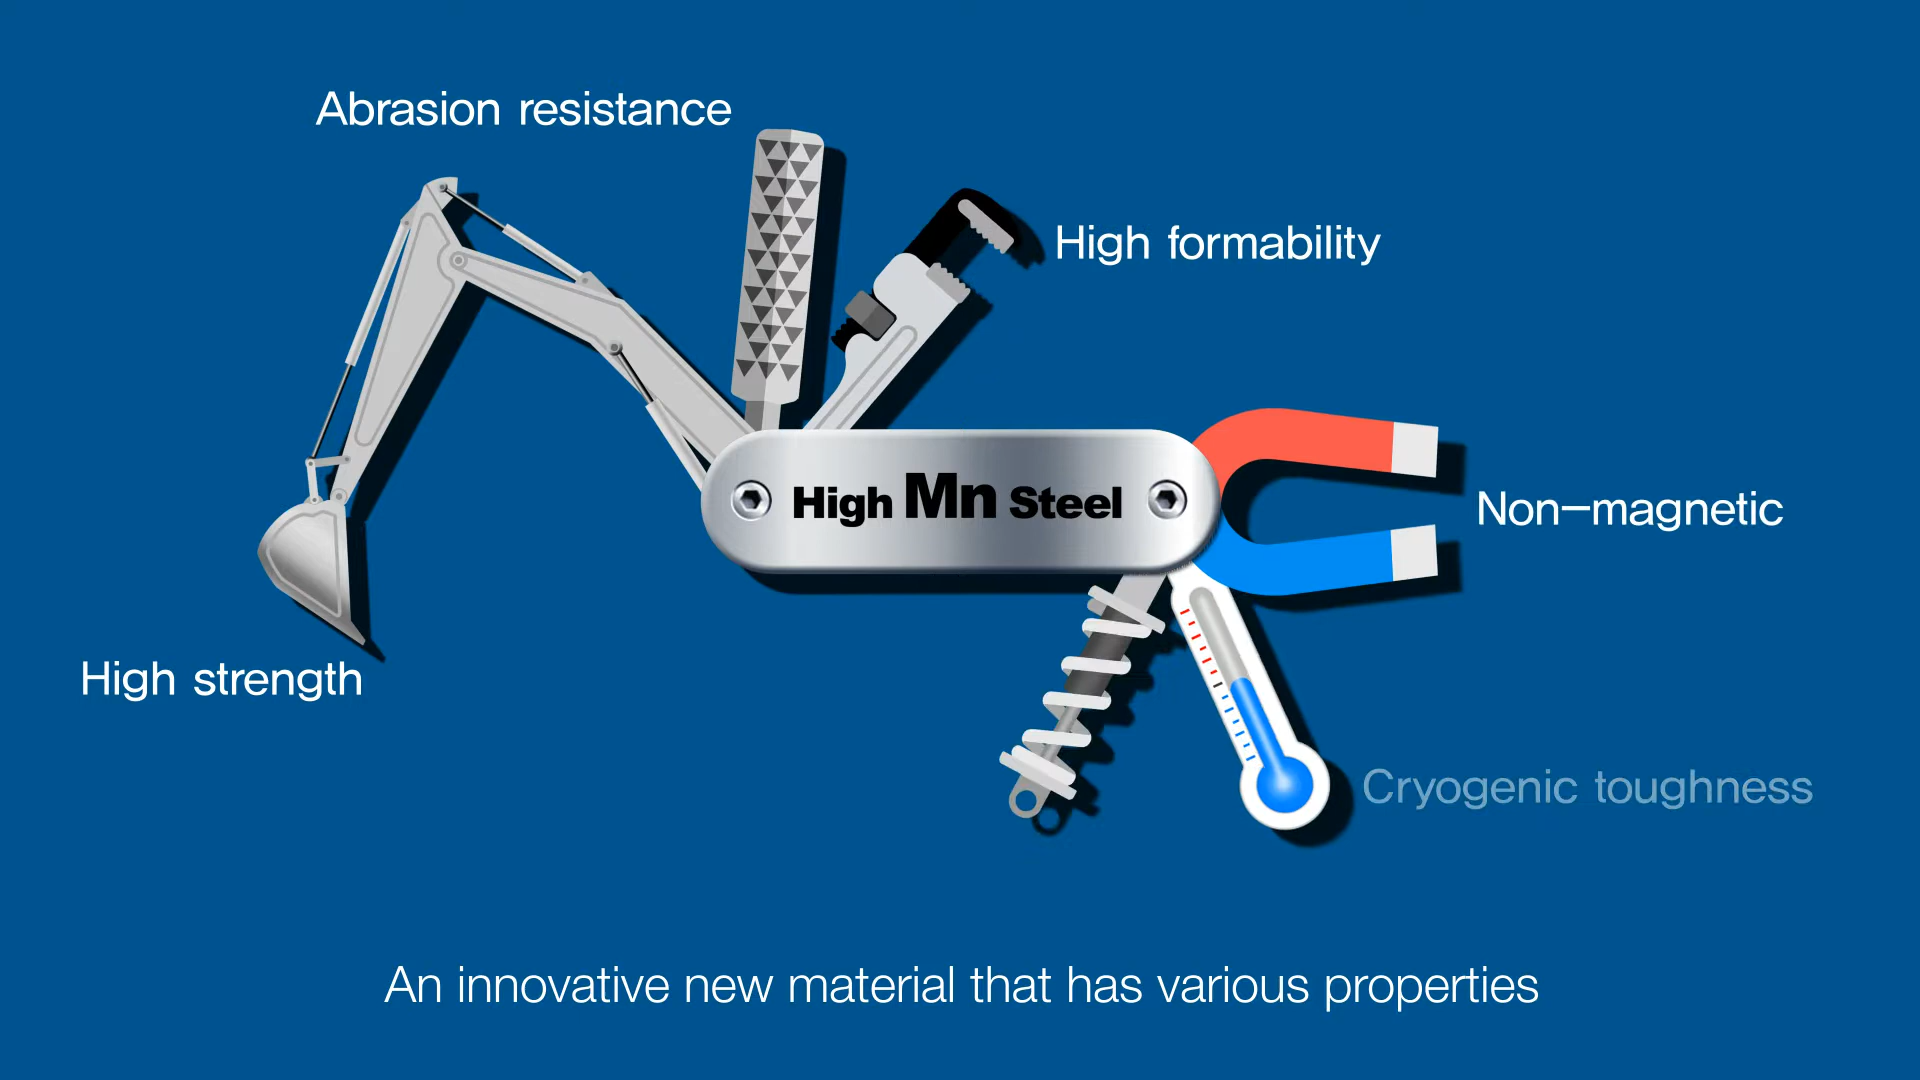 Abrasion resistance
High formability
High Mn Steel
Non-magnetic
High strength
Cryogenic toughness
An innovative new material that has various properties